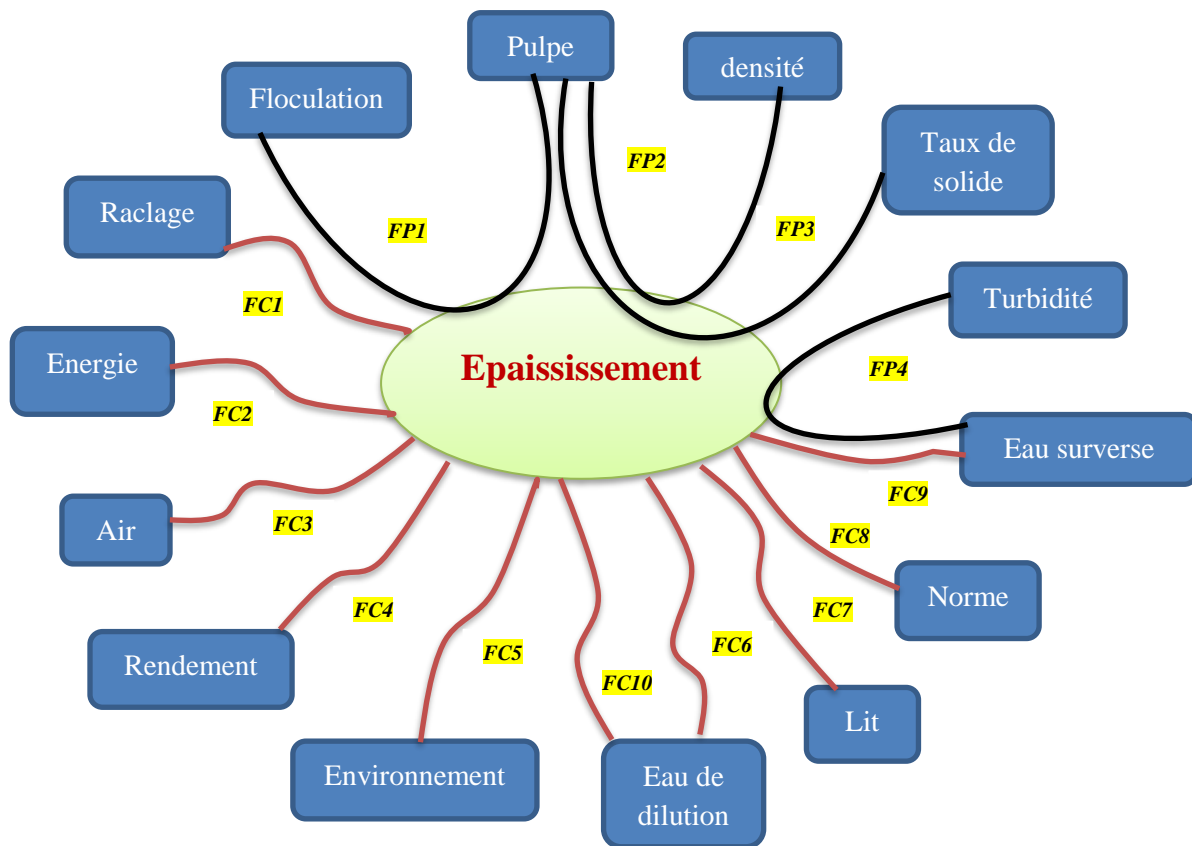 Pulpe
densité
Floculation
Taux de
solide
FP2
Raclage
FP1
FP3
Turbidité
FC1
Epaississement
Energie
FP4
FC2
Eau surverse
FC9
Air
FC3
FC8
FC7
Norme
FC4
FC6
FC5
Rendement
FC10
Lit
Environnement
Eau de
dilution